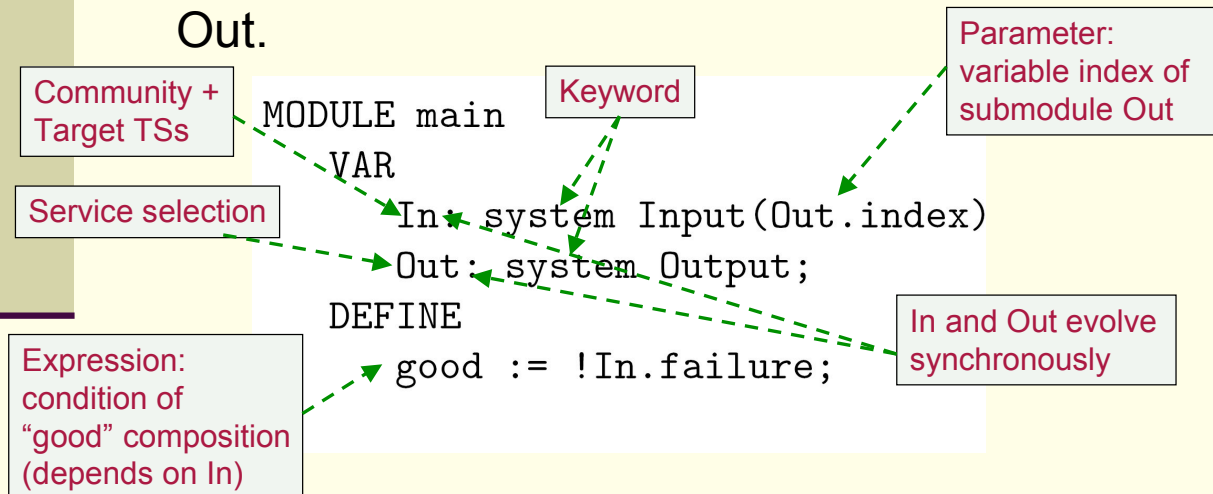 Out.
Parameter:
variable index of
submodule Out
Community +
Target TSs
Keyword
MODULE main
VAR
Service selection
In: system Input(Out.index)
Out: system Output;
DEFINE
In and Out evolve
synchronously
good := !In.failure;
Expression:
condition of
“good” composition
(depends on In)